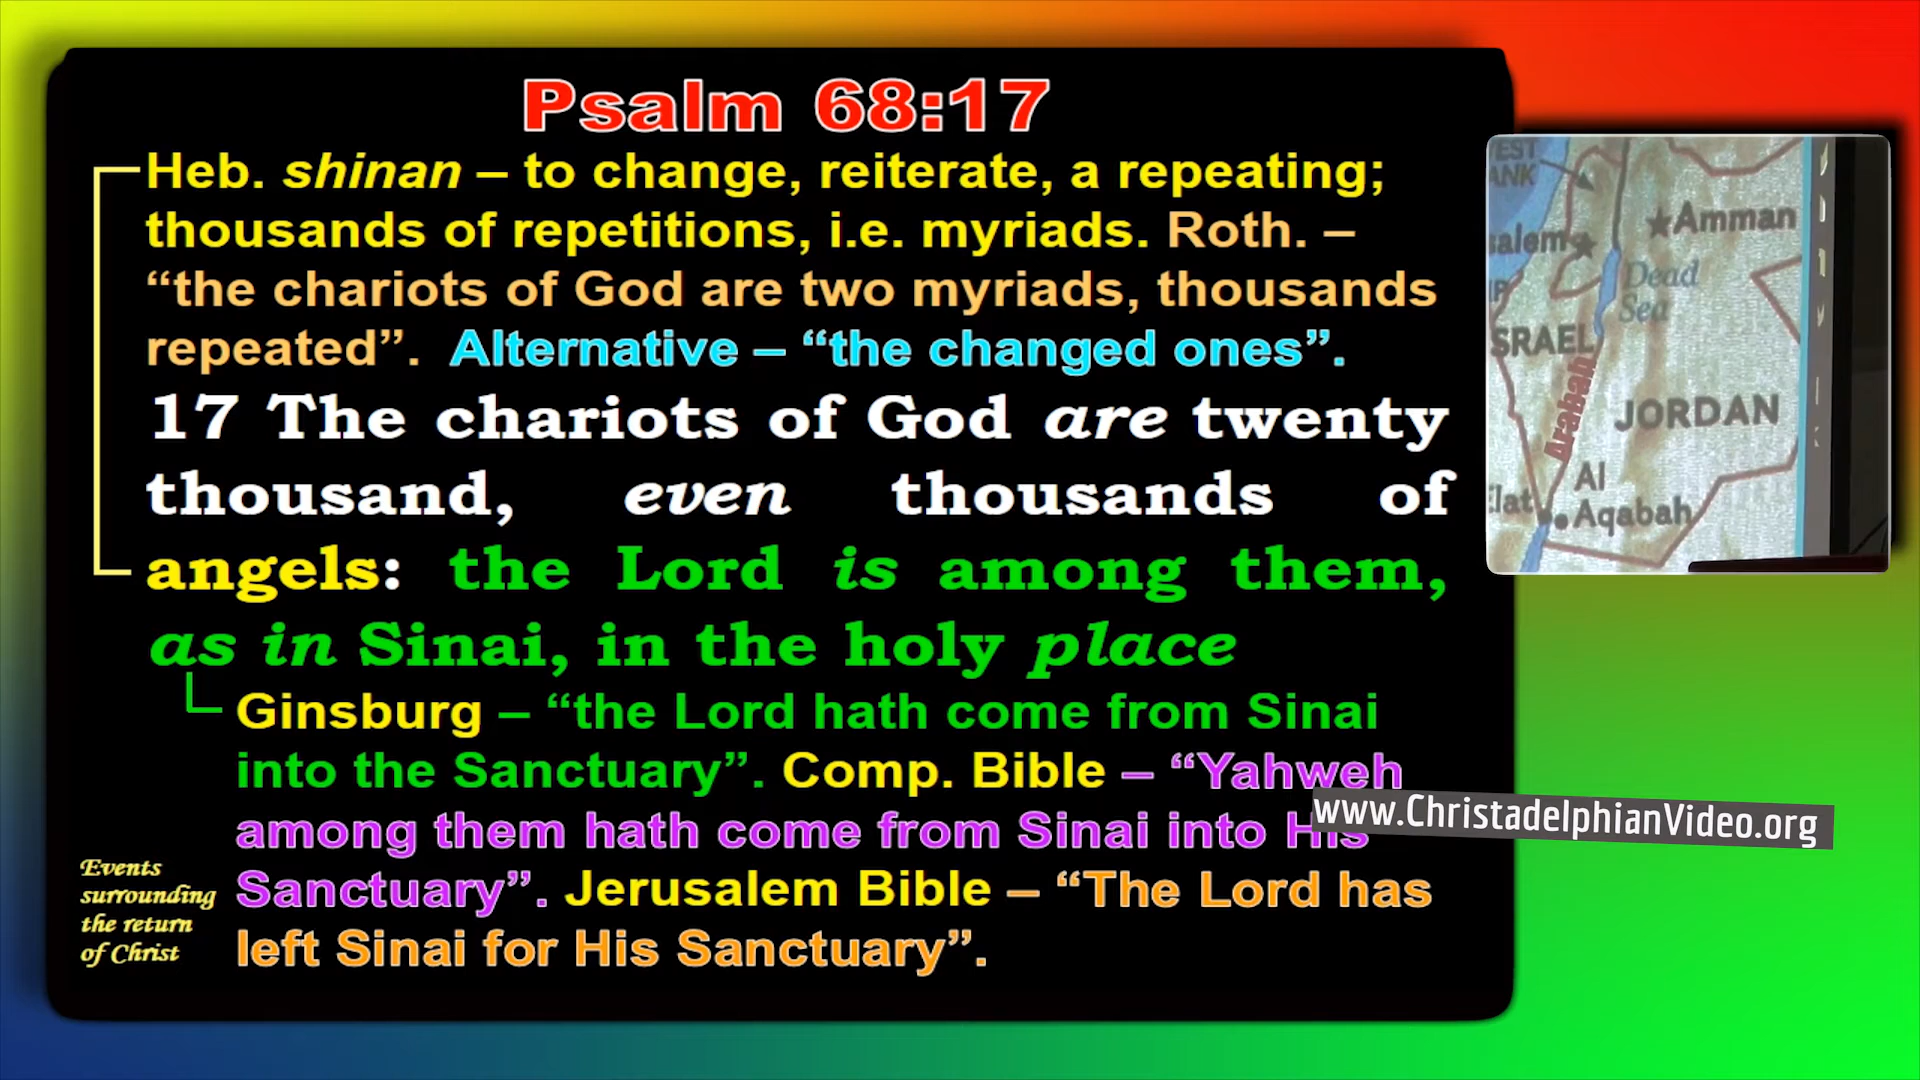 Psalm 68:17
Heb. shinan – to change, reiterate, a repeating;
thousands of repetitions, i.e. myriads. Roth. –
“the chariots of God are two myriads, thousands
repeated”. Alternative – “the changed ones”.
17 The chariots of God are twenty
thousand, even thousands of
angels: the Lord is among them,
as in Sinai, in the holy place
Ginsburg – “the Lord hath come from Sinai
into the Sanctuary”. Comp. Bible – “Yahweh
among them hath come from Sinai into His
Sanctuary”. Jerusalem Bible – “The Lord has
left Sinai for His Sanctuary”.
Events
surrounding
the return
of Christ
www.ChristadelphianVideo.org
EST
ANK
Amman
alem
Dead
Sea
SRAEL
Arabah
JORDAN
Al
Aqabah
lat